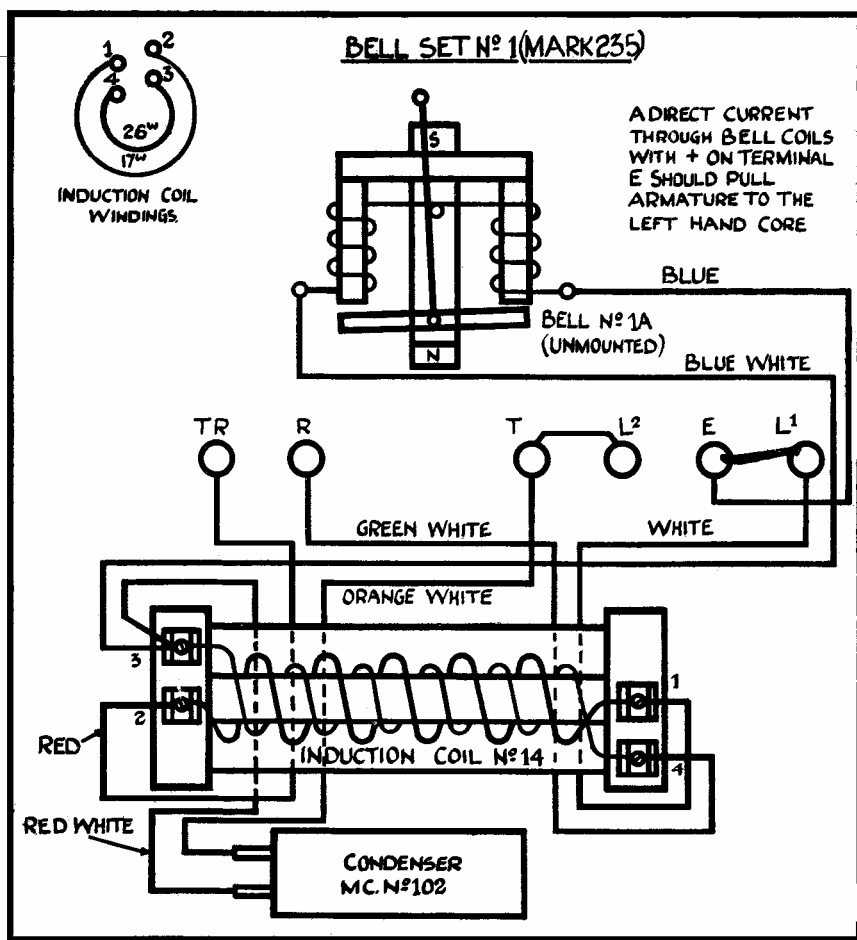 BELL SET Nº 1 (MARK 235)
1
2
4
3
26ᵂ
17ᵂ
INDUCTION COIL
WINDINGS.
S
A DIRECT CURRENT
THROUGH BELL COILS
WITH + ON TERMINAL
E SHOULD PULL
ARMATURE TO THE
LEFT HAND CORE
BLUE
BELL Nº 1A
(UNMOUNTED)
N
BLUE WHITE
TR
R
T
L²
E
L¹
GREEN WHITE
WHITE
ORANGE WHITE
3
1
2
RED
INDUCTION COIL Nº 14
4
RED WHITE
CONDENSER
M.C. Nº 102